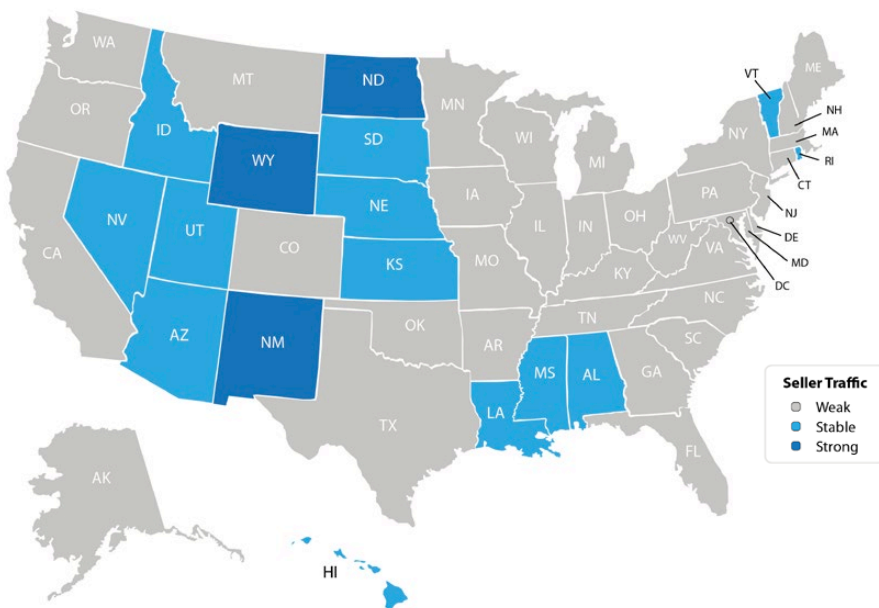 WA
MT
ND
MN
ME
VT
OR
ID
SD
WI
MI
NY
NH
MA
RI
CT
WY
NE
IA
PA
NJ
NV
UT
CO
IL
IN
OH
DE
MD
DC
CA
KS
MO
WV
VA
KY
NC
AZ
NM
OK
AR
TN
SC
MS
AL
GA
TX
LA
FL
AK
HI
Seller Traffic
Weak
Stable
Strong